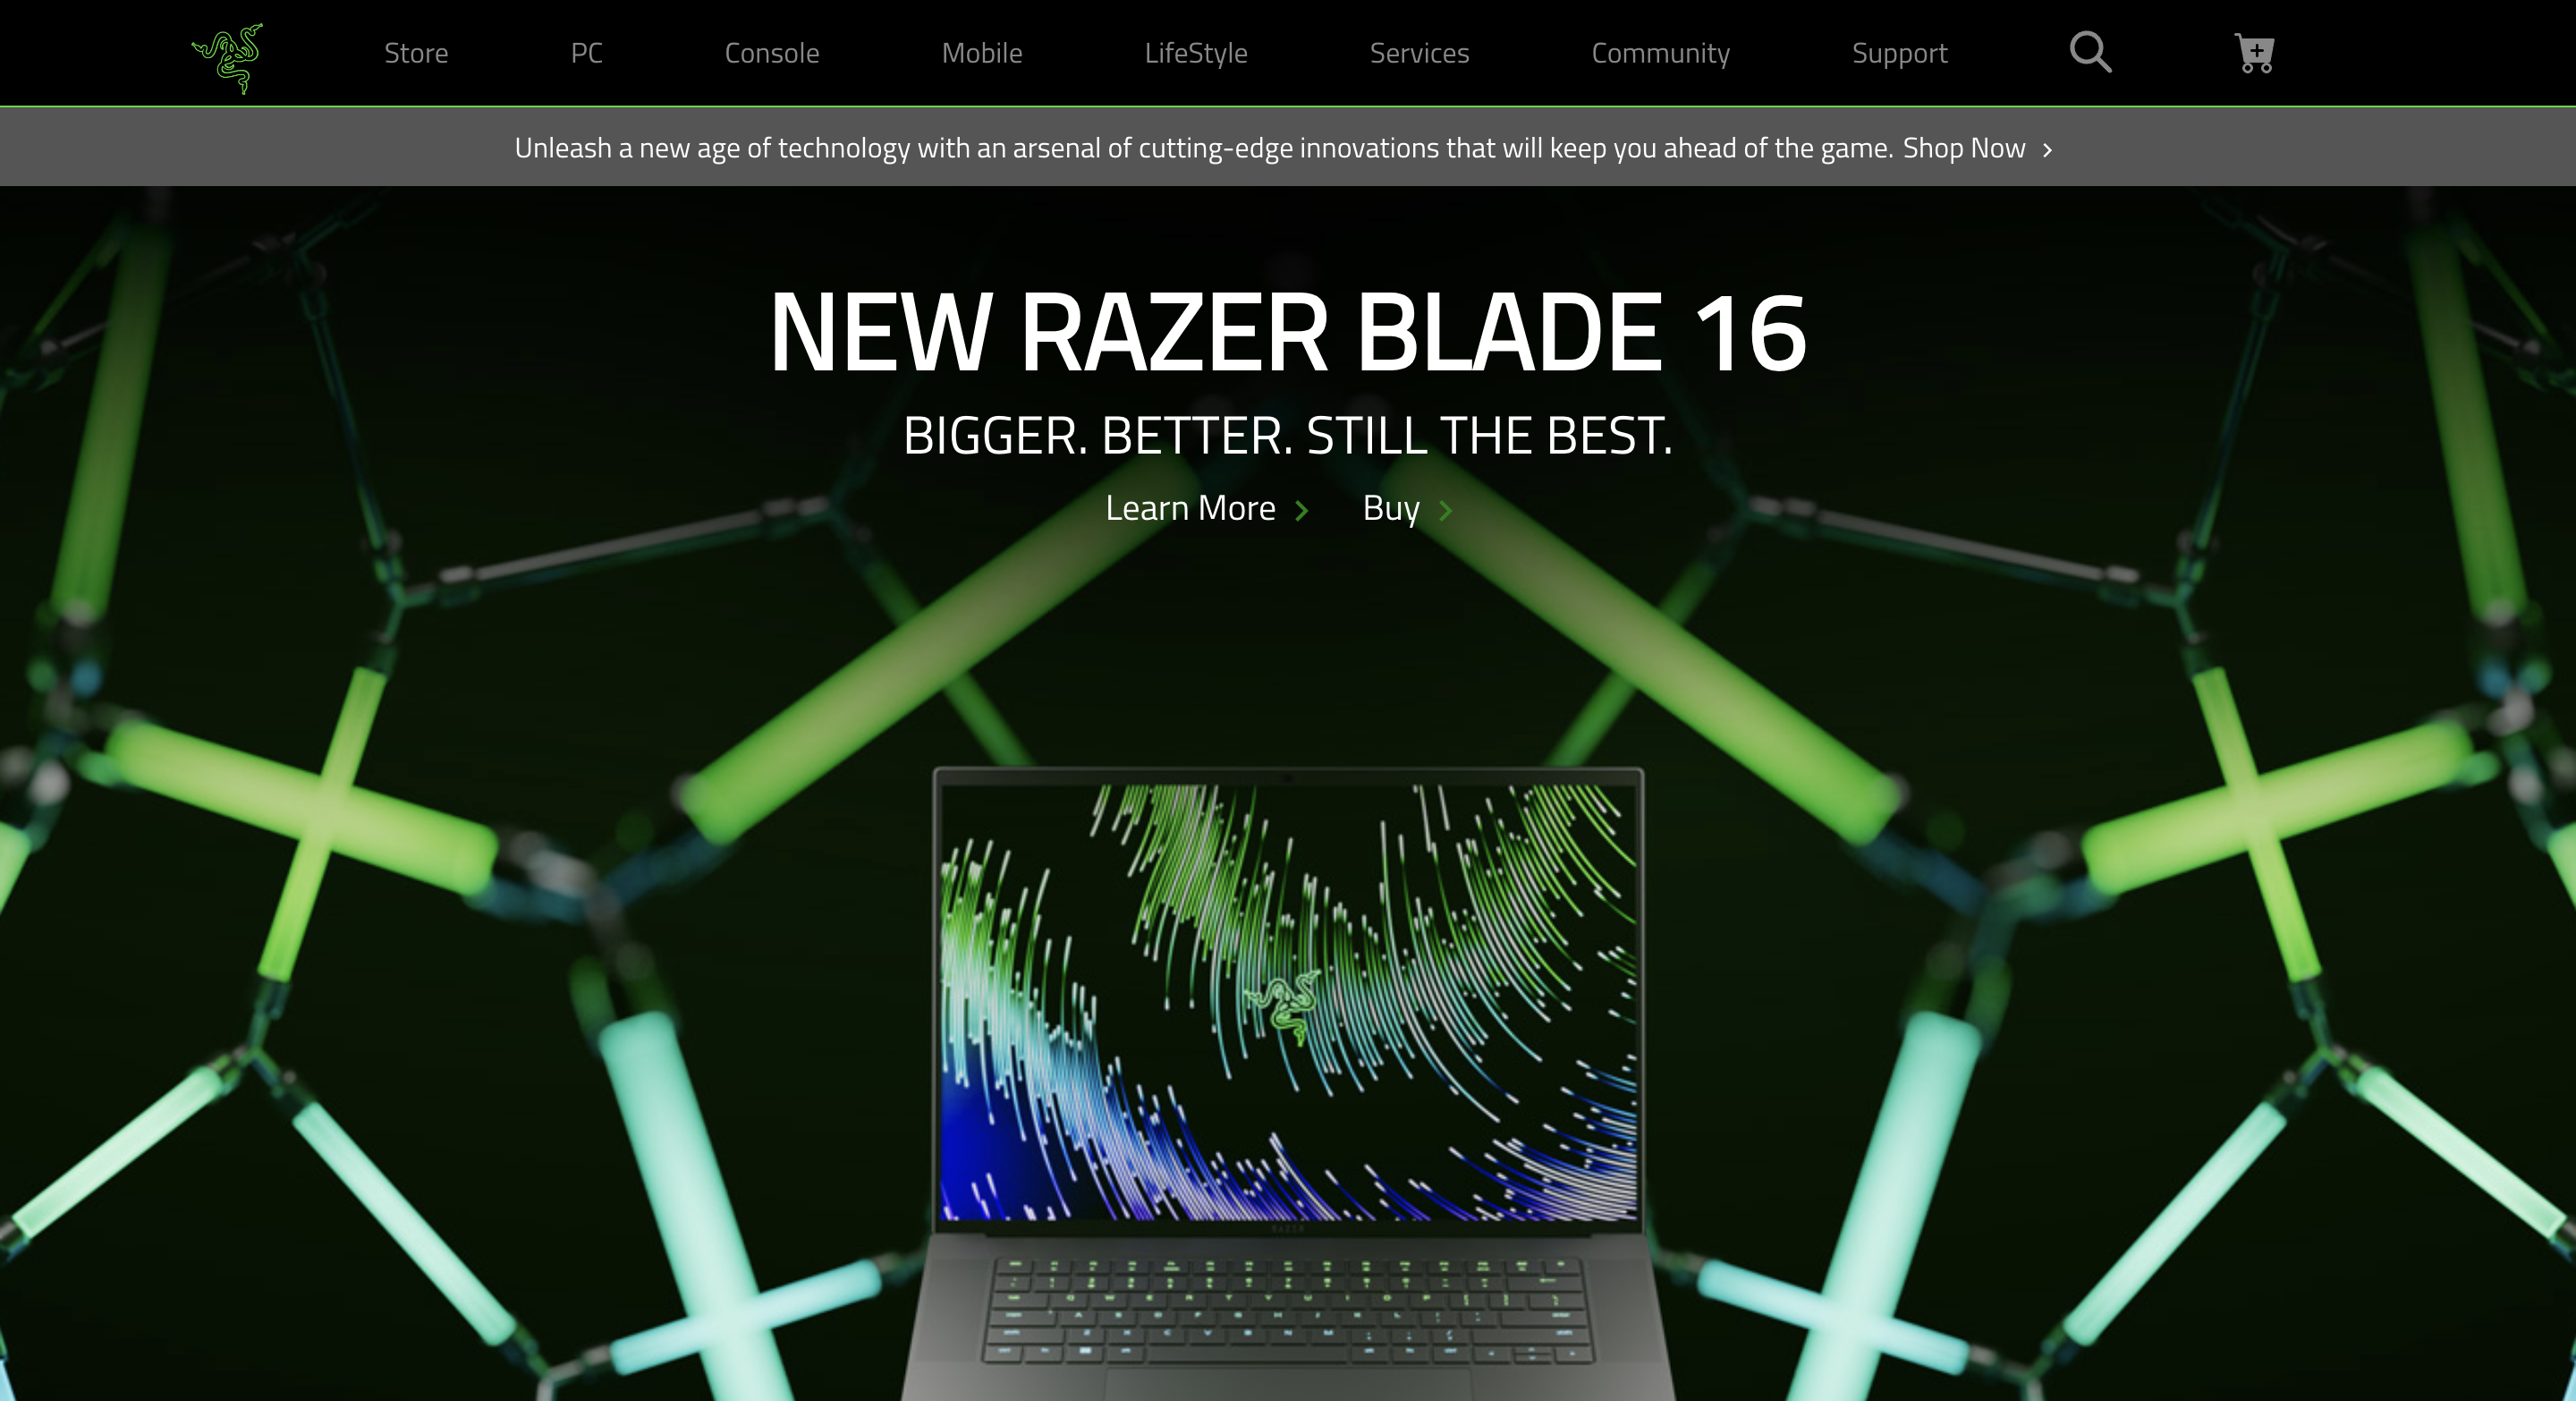 Store PC Console Mobile LifeStyle Services Community Support
Unleash a new age of technology with an arsenal of cutting-edge innovations that will keep you ahead of the game. Shop Now
NEW RAZER BLADE 16
BIGGER. BETTER. STILL THE BEST.
Learn More Buy
RAZER